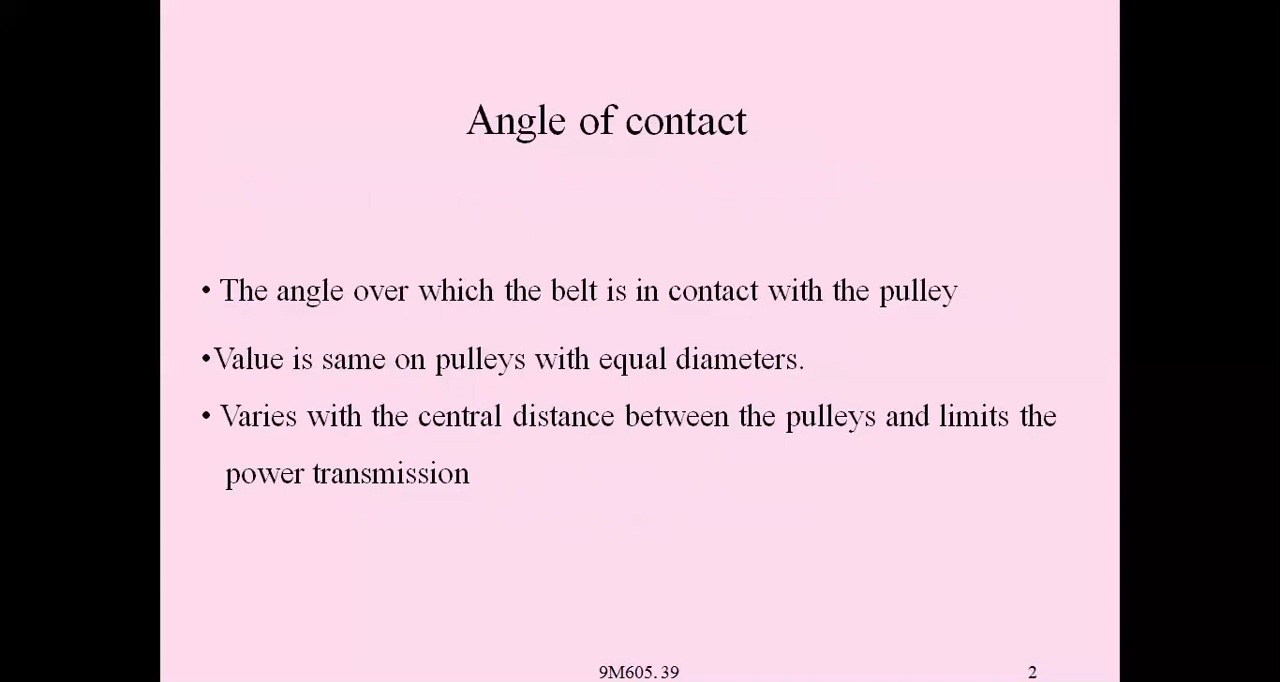 Angle of contact
• The angle over which the belt is in contact with the pulley
•Value is same on pulleys with equal diameters.
• Varies with the central distance between the pulleys and limits the
power transmission
9M605.39
2